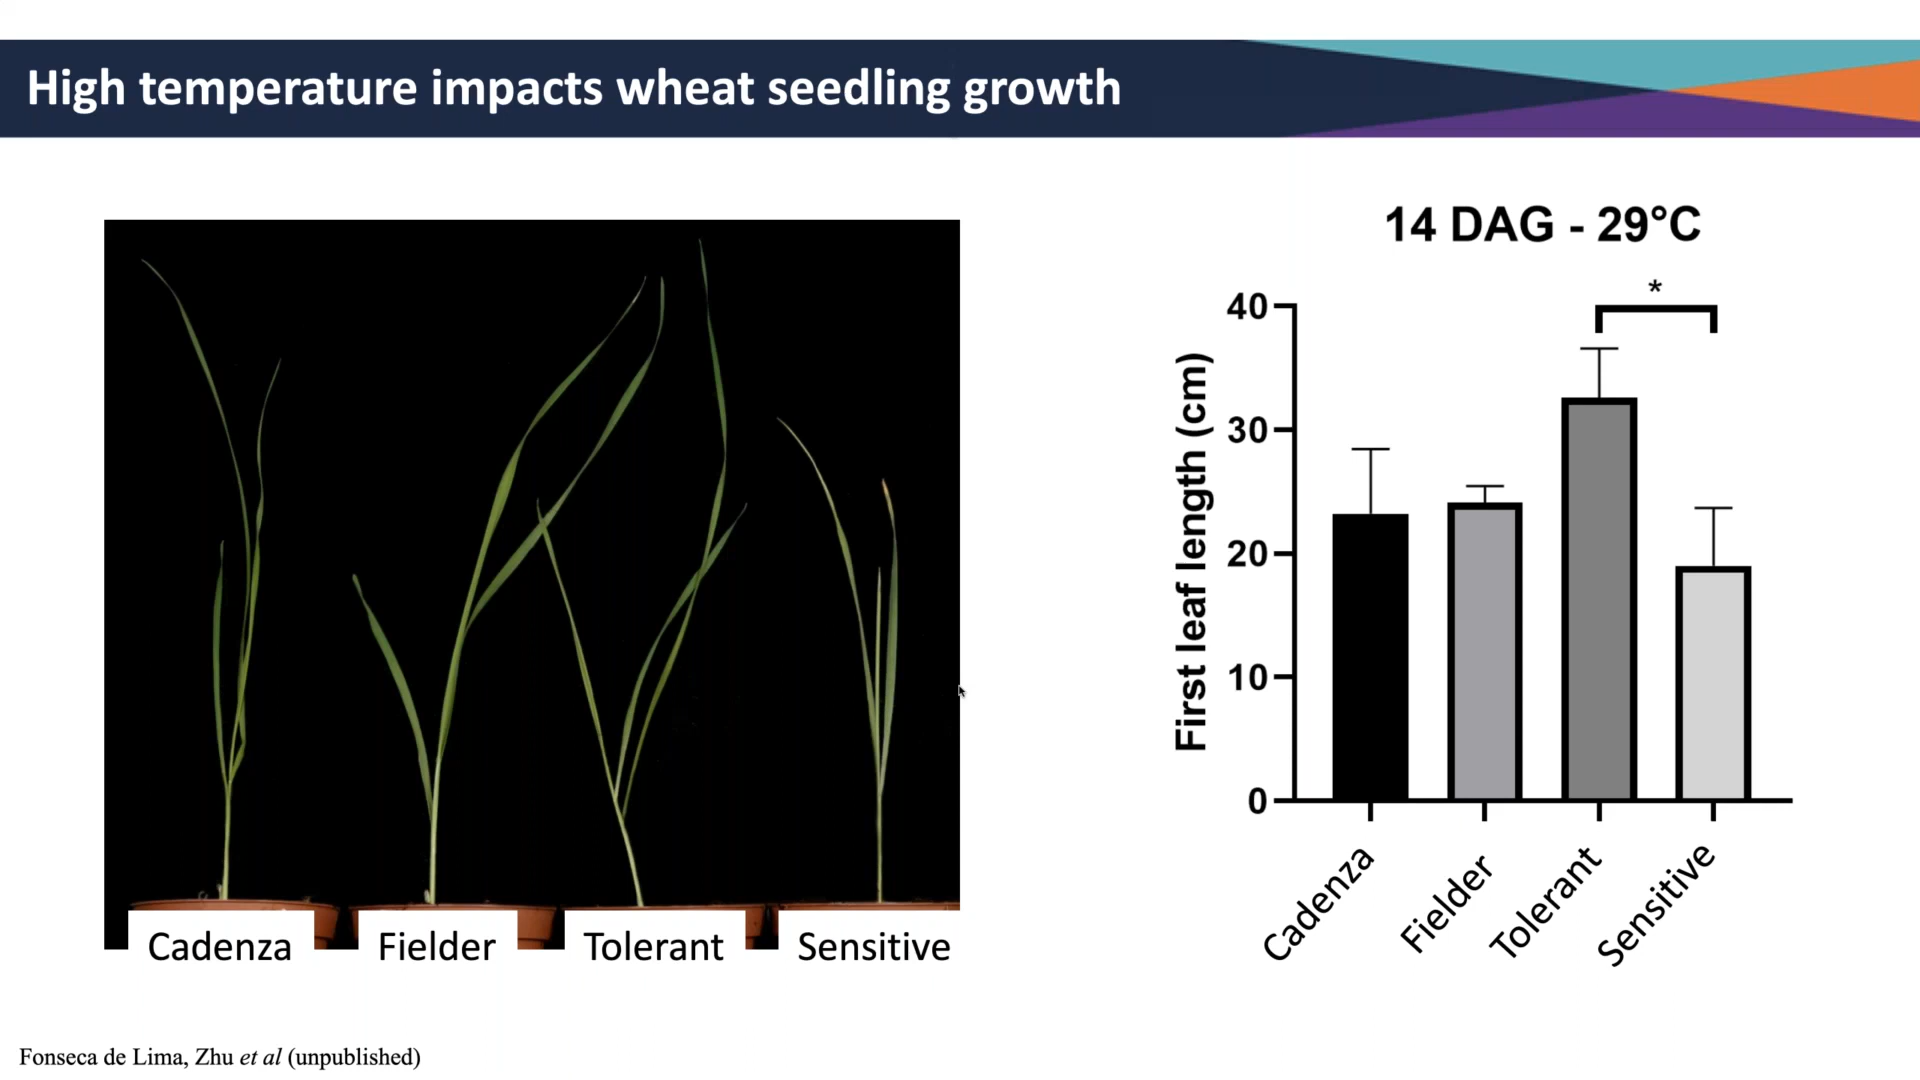 High temperature impacts wheat seedling growth
14 DAG - 29°C
*
First leaf length (cm)
40
30
20
10
0
Cadenza
Fielder
Tolerant
Sensitive
Cadenza
Fielder
Tolerant
Sensitive
Fonseca de Lima, Zhu et al (unpublished)